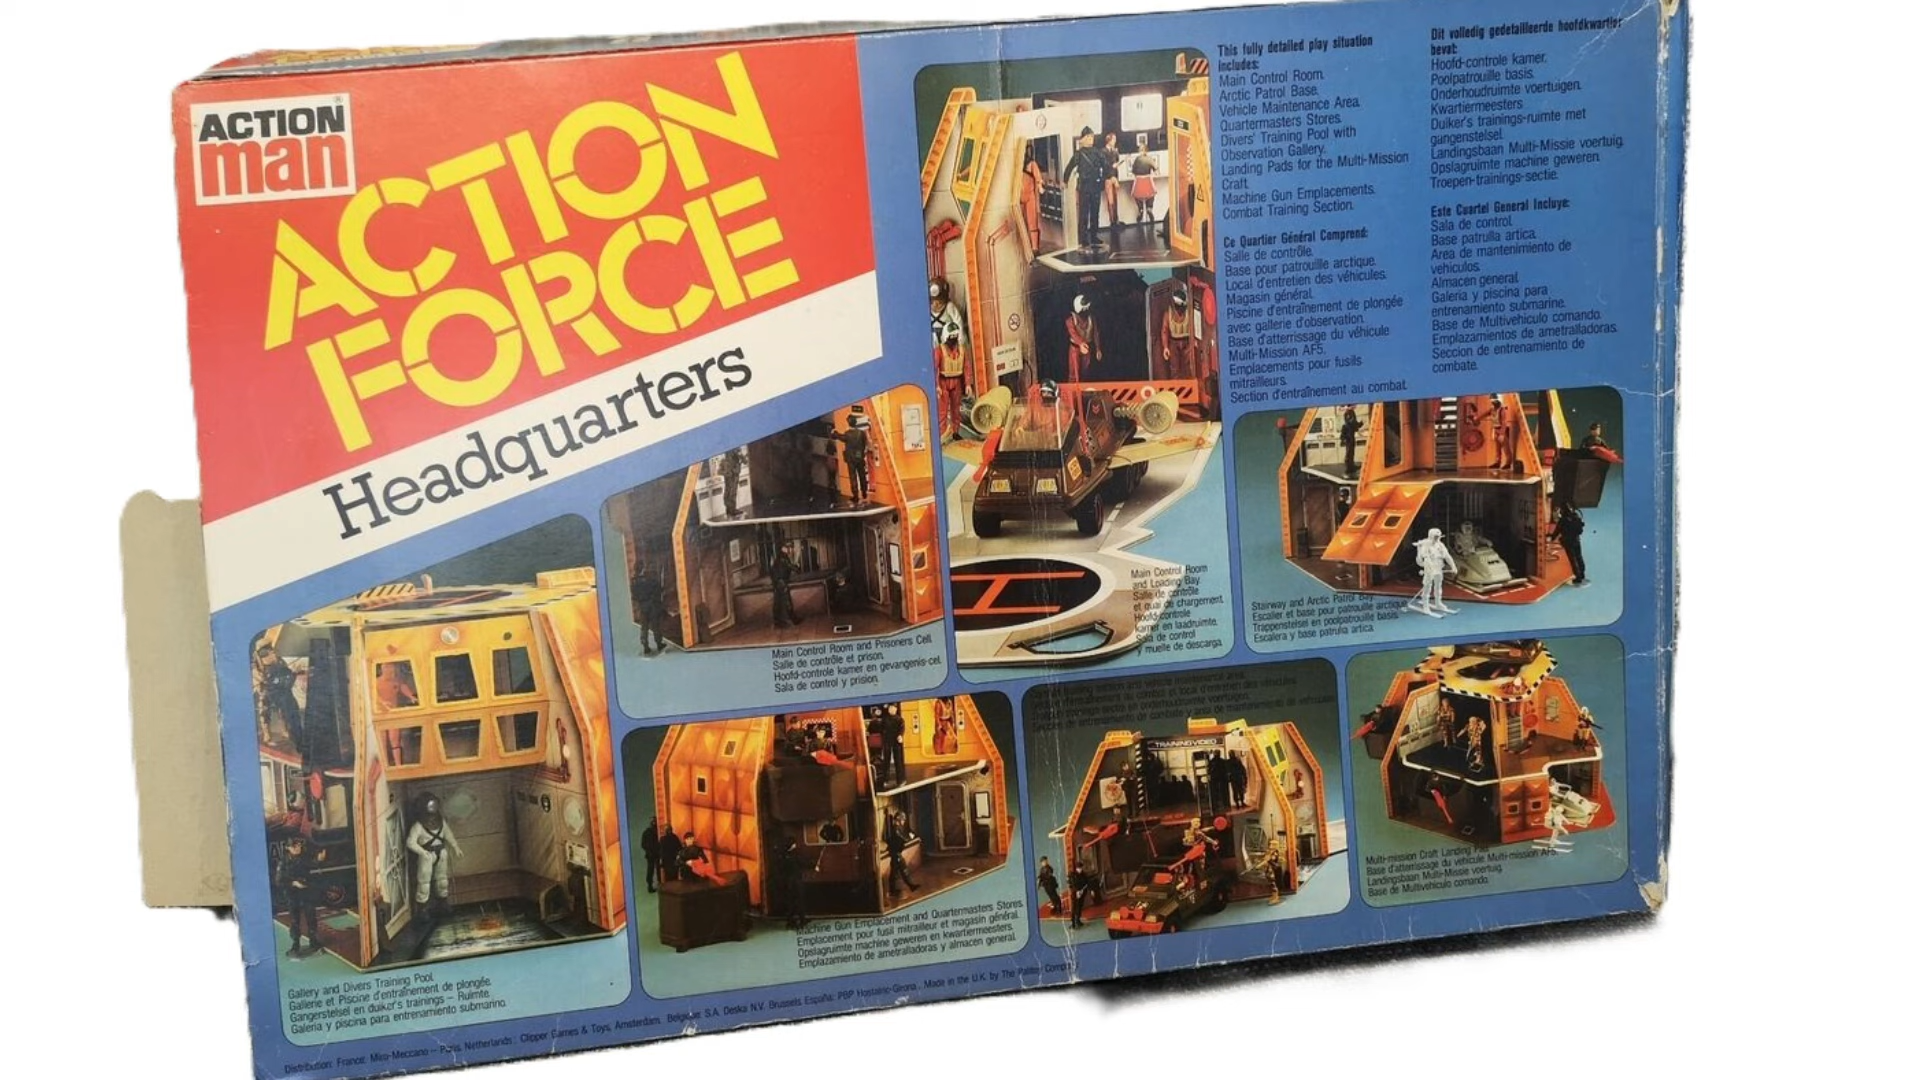 ACTION
man
ACTION
FORCE
Headquarters
This fully detailed play situation
includes:
Main Control Room.
Arctic Patrol Base.
Vehicle Maintenance Area.
Quartermasters Stores.
Divers' Training Pool with
Observation Gallery.
Landing Pads for the Multi-Mission
Craft.
Machine Gun Emplacements.
Combat Training Section.
Ce Quartier Général Comprend:
Salle de contrôle.
Base pour patrouille arctique.
Local d'entretien des véhicules.
Magasin général.
Piscine d'entraînement de plongée
avec gallerie d'observation.
Base d'atterrissage du véhicule
Multi-Mission AF5.
Emplacements pour fusils
mitrailleurs.
Section d'entraînement au combat.
Dit volledig gedetailleerde hoofdkwartier
bevat:
Hoofd-controle kamer.
Poolpatrouille basis.
Onderhoudruimte voertuigen.
Kwartiermeesters
Duiker's trainings-ruimte met
gangenstelsel.
Landingsbaan Multi-Missie voertuig.
Opslagruimte machine geweren.
Troepen-trainings-sectie.
Este Cuartel General Incluye:
Sala de control.
Base patrulla artica.
Area de mantenimiento de
vehiculos.
Almacen general.
Galeria y piscina para
entrenamiento submarine.
Base de Multivehiculo comando.
Emplazamientos de ametralladoras.
Seccion de entrenamiento de
combate.
Main Control Room
and Loading Bay.
Salle de contrôle
et quai de chargement.
Hoofd-controle
kamer en laadruimte.
Sala de control
y muelle de descarga.
Stairway and Arctic Patrol Bay.
Escalier et base pour patrouille arctique.
Trappenstelsel en poolpatrouille basis.
Escalera y base patrulla artica.
Main Control Room and Prisoners Cell.
Salle de contrôle et prison.
Hoofd-controle kamer en gevangenis-cel.
Sala de control y prision.
TRAINING VIDEO
Multi-mission Craft Landing Pad.
Base d'atterrissage du véhicule Multi-mission AF5.
Landingsbaan Multi-Missie voertuig.
Base de Multivehiculo comando.
Machine Gun Emplacement and Quartermasters Stores.
Emplacement pour fusil mitrailleur et magasin général.
Opslagruimte machine geweren en kwartiermeesters.
Emplazamiento de ametralladoras y almacén general.
Gallery and Divers Training Pool.
Gallerie et Piscine d'entraînement de plongée.
Gangenstelsel en duiker's trainings – Ruimte.
Galeria y piscina para entrenamiento submarino.
Distribution: France: Miro-Meccano – Paris. Netherlands: Clipper Games & Toys, Amsterdam. Belgique: S.A. Deska N.V. Brussels. España: PBP Hostalric-Girona. Made in the U.K. by The Palitoy Company